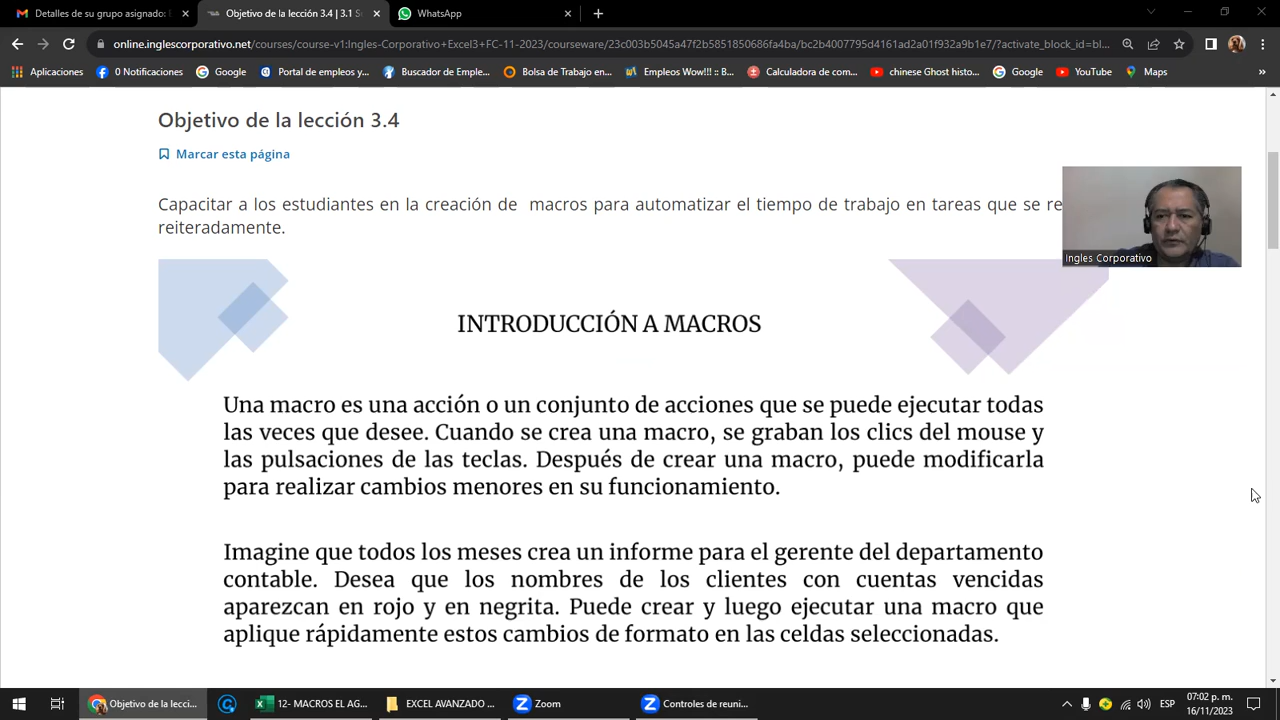 Detalles de su grupo asignado: E
Objetivo de la lección 3.4 | 3.1 S
WhatsApp
online.inglescorporativo.net/courses/course-v1:Ingles-Corporativo+Excel3+FC-11-2023/courseware/23c003b5045a47f2b5851850686fa4ba/bc2b4007795d4161ad2a01f932a9b1e7/?activate_block_id=bl...
Aplicaciones
0 Notificaciones
Google
Portal de empleos y...
Buscador de Emple...
Bolsa de Trabajo en...
Empleos Wow!!! :: B...
Calculadora de com...
chinese Ghost histo...
Google
YouTube
Maps
»
Objetivo de la lección 3.4
Marcar esta página
Capacitar a los estudiantes en la creación de macros para automatizar el tiempo de trabajo en tareas que se re
reiteradamente.
Ingles Corporativo
INTRODUCCIÓN A MACROS
Una macro es una acción o un conjunto de acciones que se puede ejecutar todas
las veces que desee. Cuando se crea una macro, se graban los clics del mouse y
las pulsaciones de las teclas. Después de crear una macro, puede modificarla
para realizar cambios menores en su funcionamiento.
Imagine que todos los meses crea un informe para el gerente del departamento
contable. Desea que los nombres de los clientes con cuentas vencidas
aparezcan en rojo y en negrita. Puede crear y luego ejecutar una macro que
aplique rápidamente estos cambios de formato en las celdas seleccionadas.
Objetivo de la lecci...
12- MACROS EL AG...
EXCEL AVANZADO ...
Zoom
Controles de reuni...
ESP
07:02 p. m.
16/11/2023